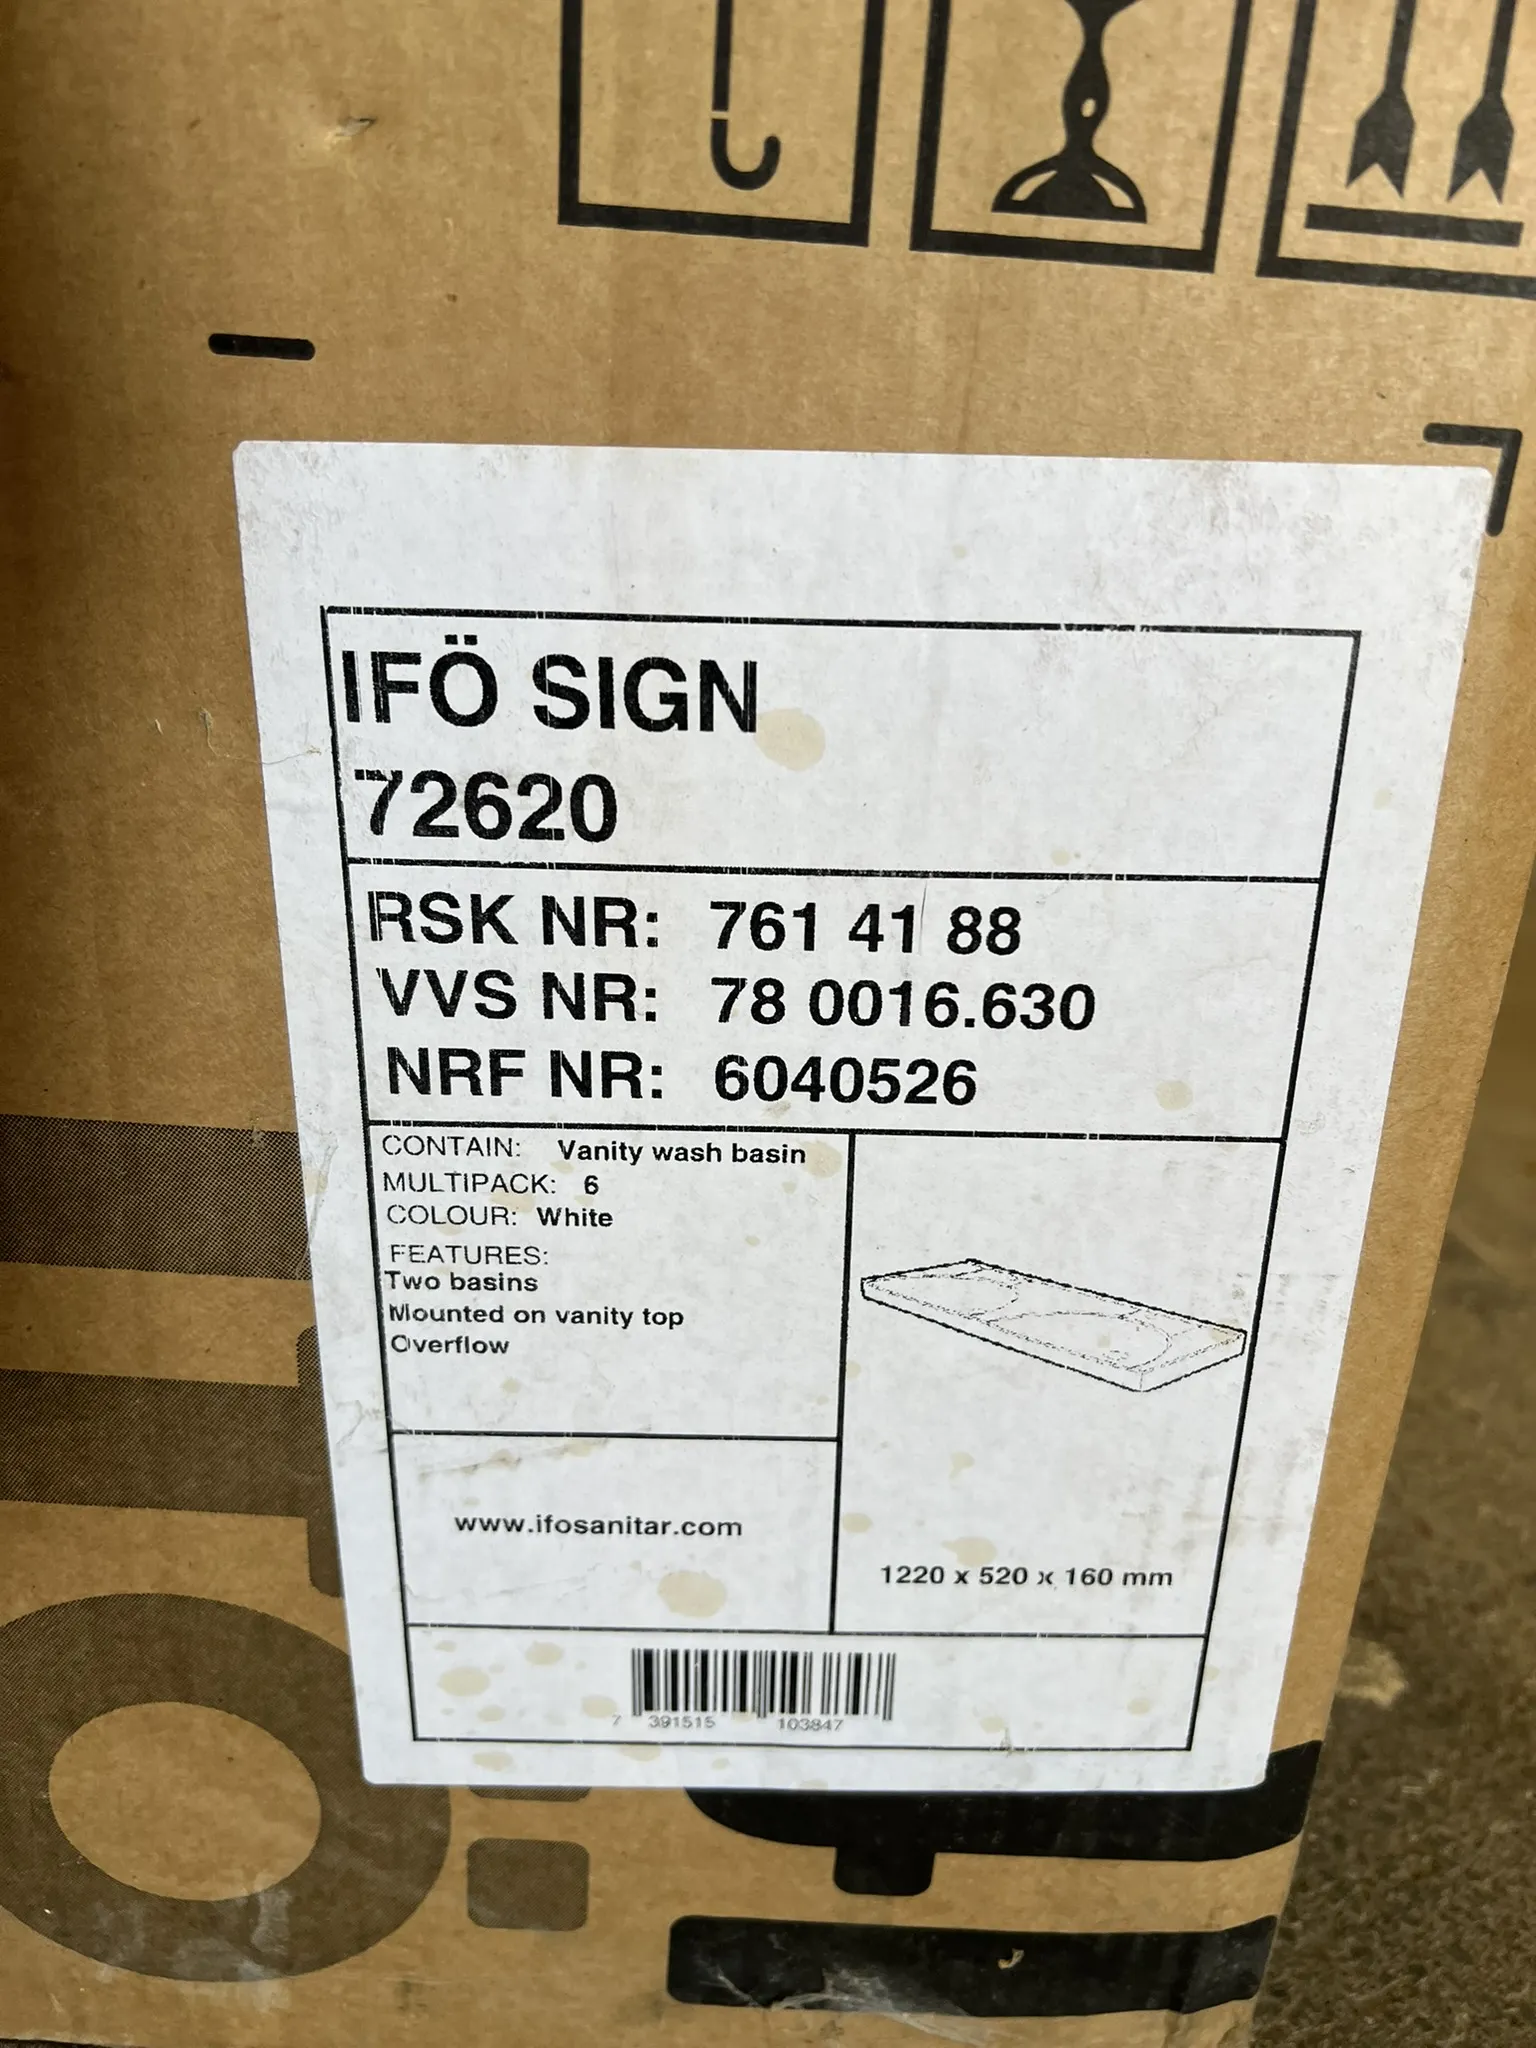 IFÖ SIGN
72620
RSK NR: 761 41 88
VVS NR: 78 0016.630
NRF NR: 6040526
CONTAIN: Vanity wash basin
MULTIPACK: 6
COLOUR: White
FEATURES:
Two basins
Mounted on vanity top
Overflow
www.ifosanitar.com
1220 x 520 x 160 mm
7 391515 103847